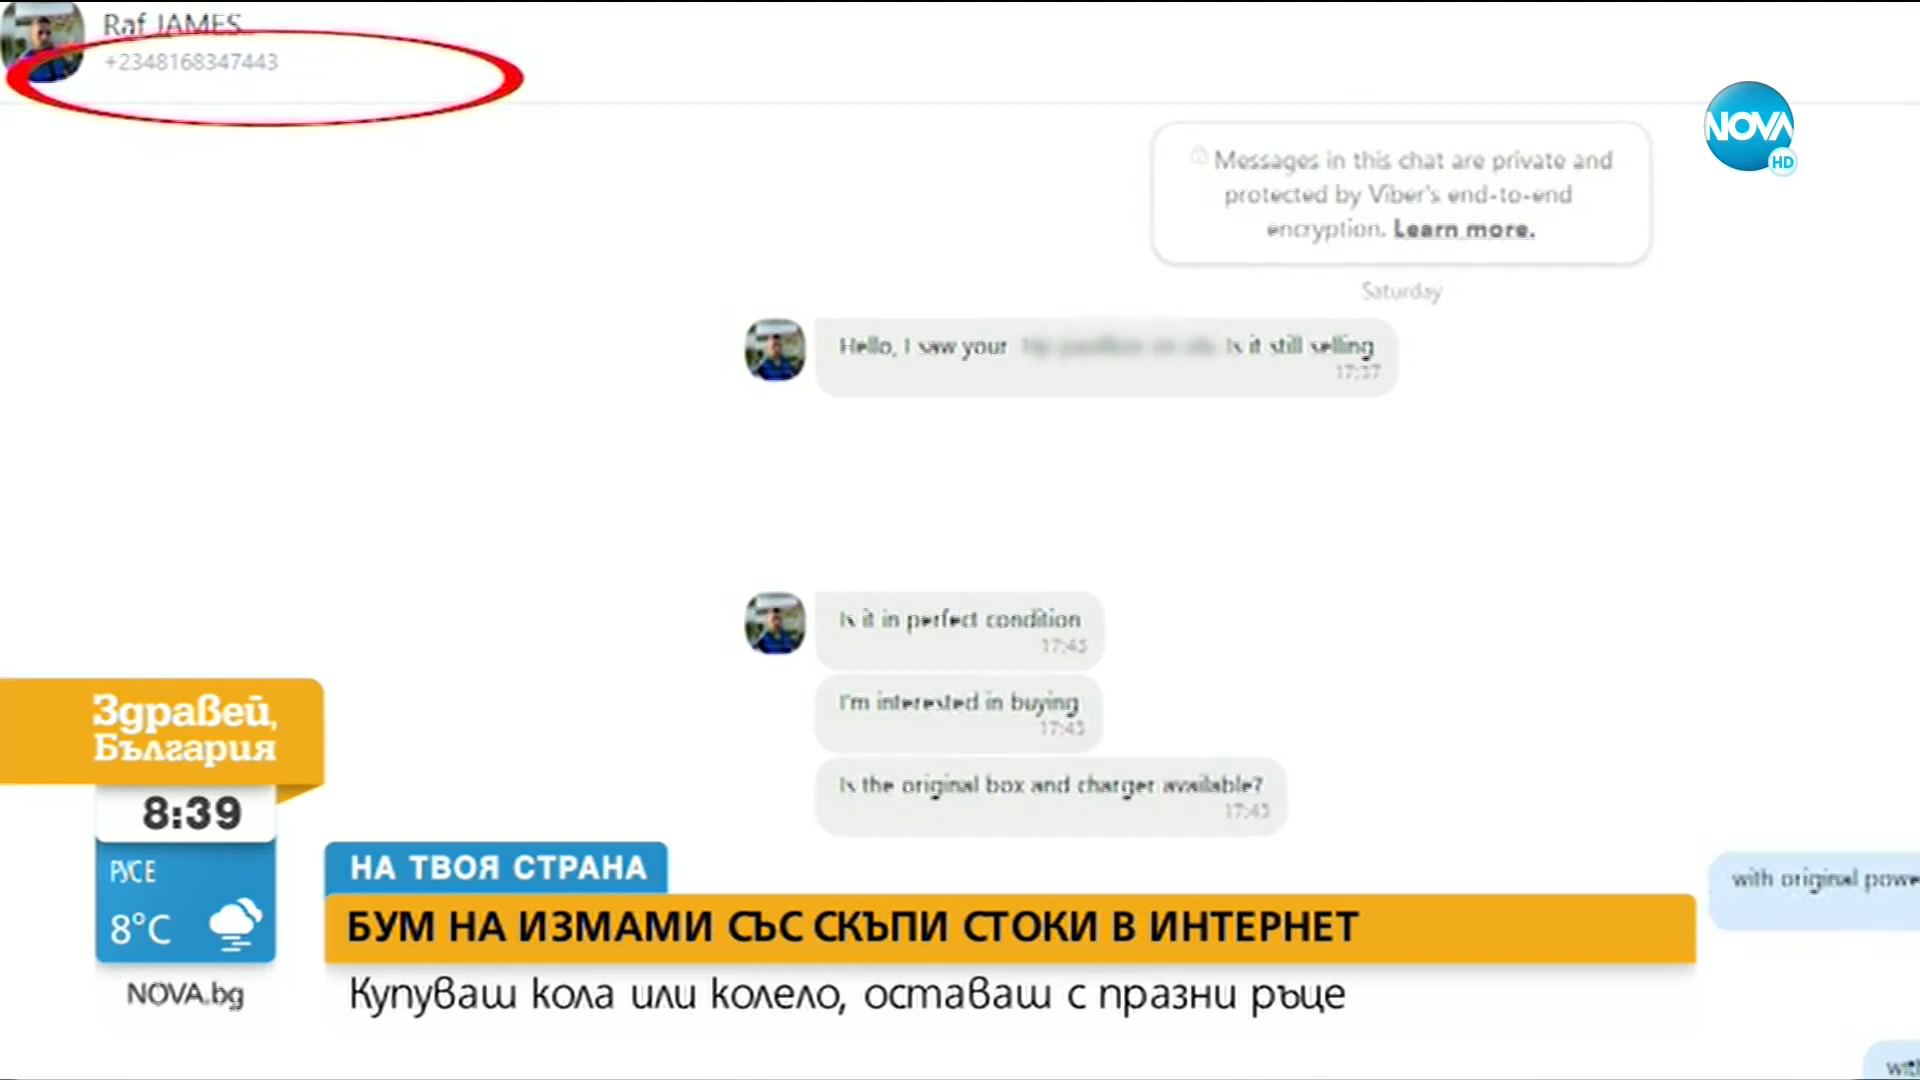 Raf JAMES
+2348168347443
NOVA
HD
Messages in this chat are private and
protected by Viber's end-to-end
encryption. Learn more.
Saturday
Hello, I saw your Is it still selling
17:37
Is it in perfect condition
17:43
I'm interested in buying
17:43
Is the original box and charger available?
17:43
with original powe
with
Здравей,
България
8:39
РУСЕ
8°C
NOVA.bg
НА ТВОЯ СТРАНА
БУМ НА ИЗМАМИ СЪС СКЪПИ СТОКИ В ИНТЕРНЕТ
Купуваш кола или колело, оставаш с празни ръце